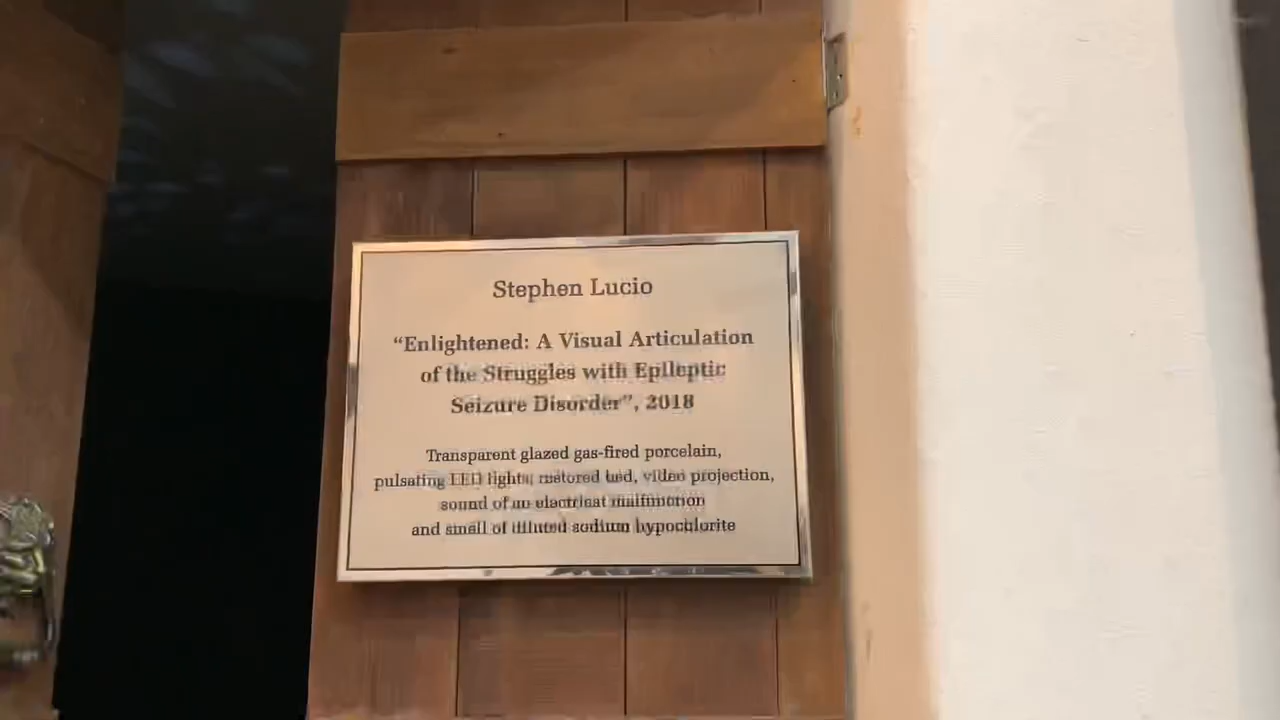 Stephen Lucio
“Enlightened: A Visual Articulation
of the Struggles with Epileptic
Seizure Disorder”, 2018
Transparent glazed gas-fired porcelain,
pulsating LED lights, restored bed, video projection,
sound of an electrical malfunction
and smell of diluted sodium hypochlorite